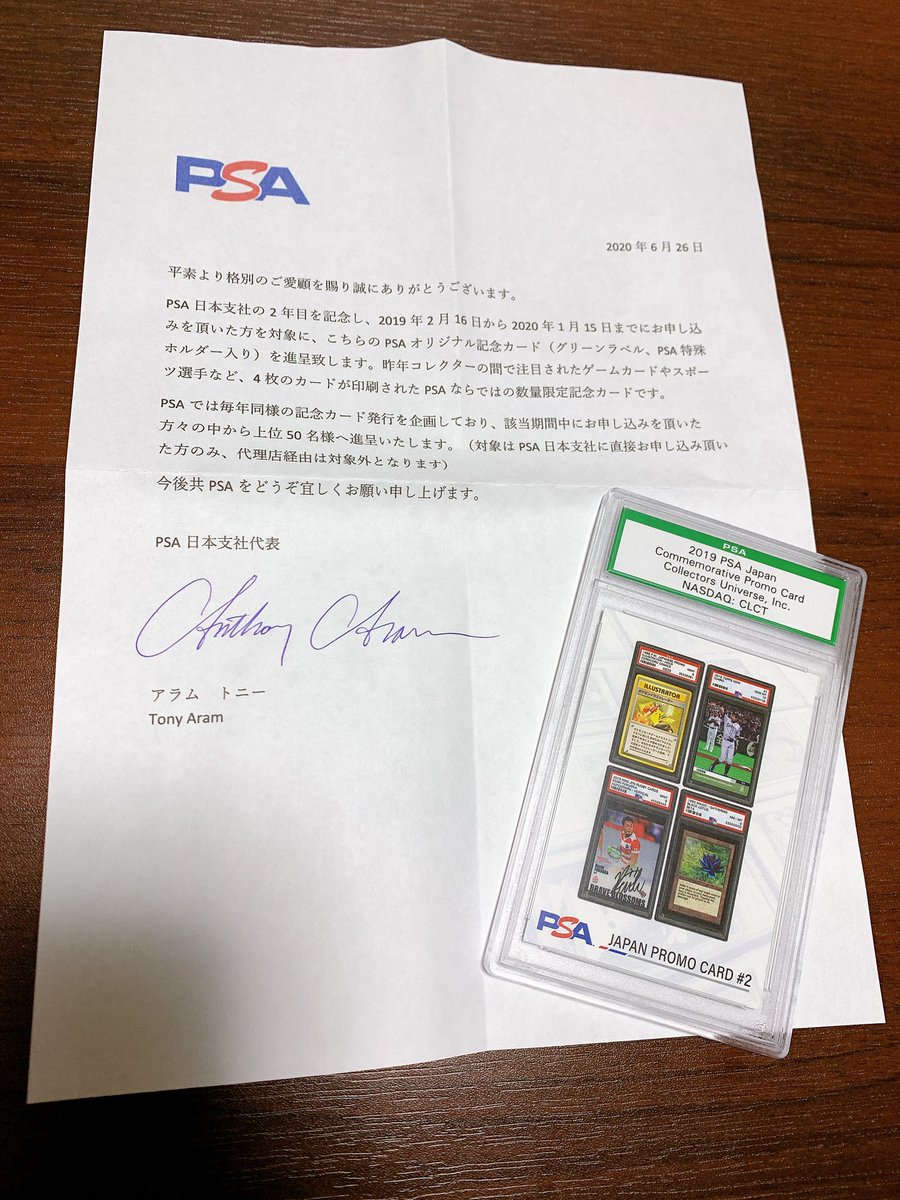 PSA
2020 年 6 月 26 日
平素より格別のご愛顧を賜り誠にありがとうございます。
PSA 日本支社の 2 年目を記念し、2019 年 2 月 16 日から 2020 年 1 月 15 日までにお申し込
みを頂いた方を対象に、こちらの PSA オリジナル記念カード（グリーンラベル、PSA 特殊
ホルダー入り）を進呈致します。昨年コレクターの間で注目されたゲームカードやスポー
ツ選手など、4 枚のカードが印刷された PSA ならではの数量限定記念カードです。
PSA では毎年同様の記念カード発行を企画しており、該当期間中にお申し込みを頂いた
方々の中から上位 50 名様へ進呈いたします。（対象は PSA 日本支社に直接お申し込み頂い
た方のみ、代理店経由は対象外となります）
今後共 PSA をどうぞ宜しくお願い申し上げます。
PSA 日本支社代表
Anthony Aram
アラム　トニー
Tony Aram
PSA
2019 PSA Japan
Commemorative Promo Card
Collectors Universe, Inc.
NASDAQ: CLCT
ILLUSTRATOR
BRAVE BLOSSOMS
PSA
JAPAN PROMO CARD #2